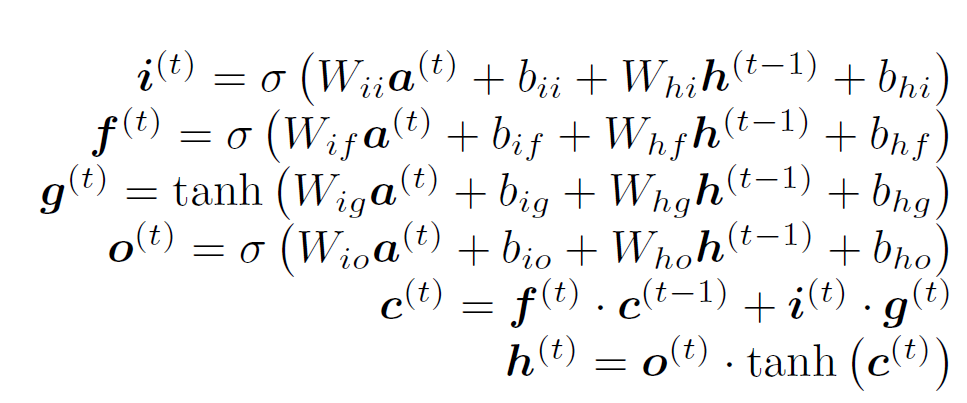 i^{(t)} = σ (W_{ii}a^{(t)} + b_{ii} + W_{hi}h^{(t−1)} + b_{hi})
f^{(t)} = σ (W_{if}a^{(t)} + b_{if} + W_{hf}h^{(t−1)} + b_{hf})
g^{(t)} = tanh (W_{ig}a^{(t)} + b_{ig} + W_{hg}h^{(t−1)} + b_{hg})
o^{(t)} = σ (W_{io}a^{(t)} + b_{io} + W_{ho}h^{(t−1)} + b_{ho})
c^{(t)} = f^{(t)} · c^{(t−1)} + i^{(t)} · g^{(t)}
h^{(t)} = o^{(t)} · tanh (c^{(t)})